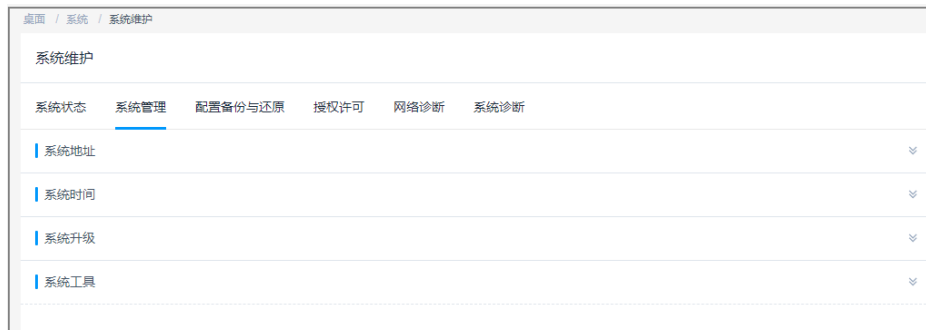 桌面 / 系统 / 系统维护
系统维护
系统状态 系统管理 配置备份与还原 授权许可 网络诊断 系统诊断
系统地址
系统时间
系统升级
系统工具